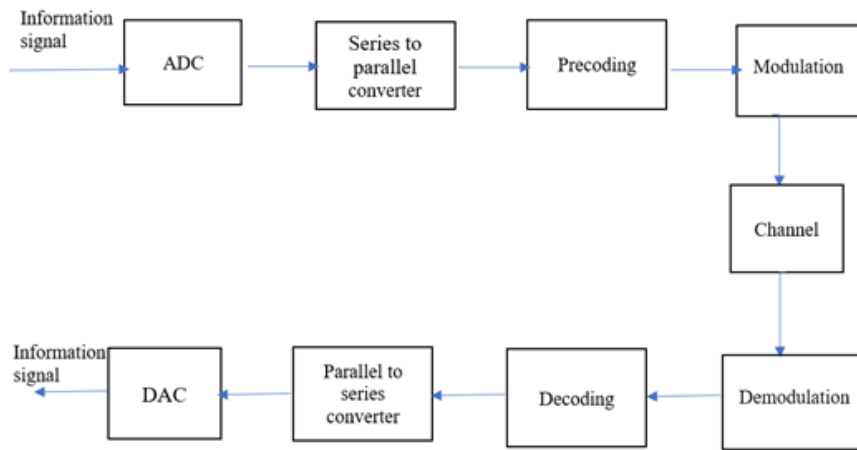 Information
signal
ADC
Series to
parallel
converter
Precoding
Modulation
Channel
Information
signal
DAC
Parallel to
series
converter
Decoding
Demodulation